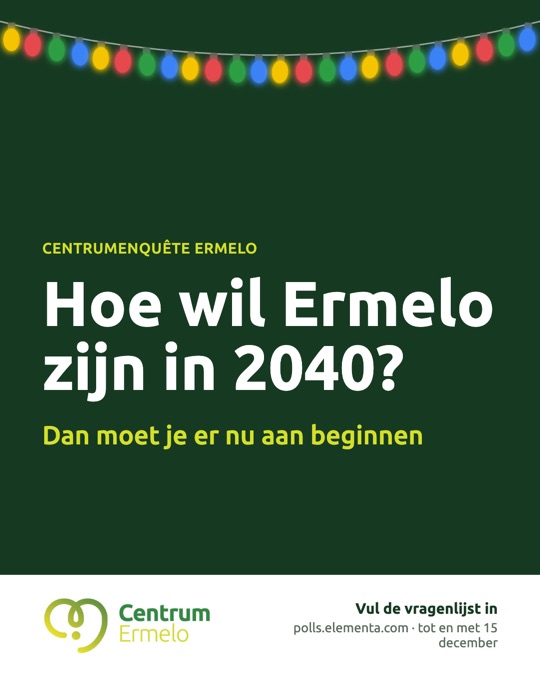 CENTRUMENQUÊTE ERMELO
Hoe wil Ermelo
zijn in 2040?
Dan moet je er nu aan beginnen
Centrum
Ermelo
Vul de vragenlijst in
polls.elementa.com · tot en met 15
december